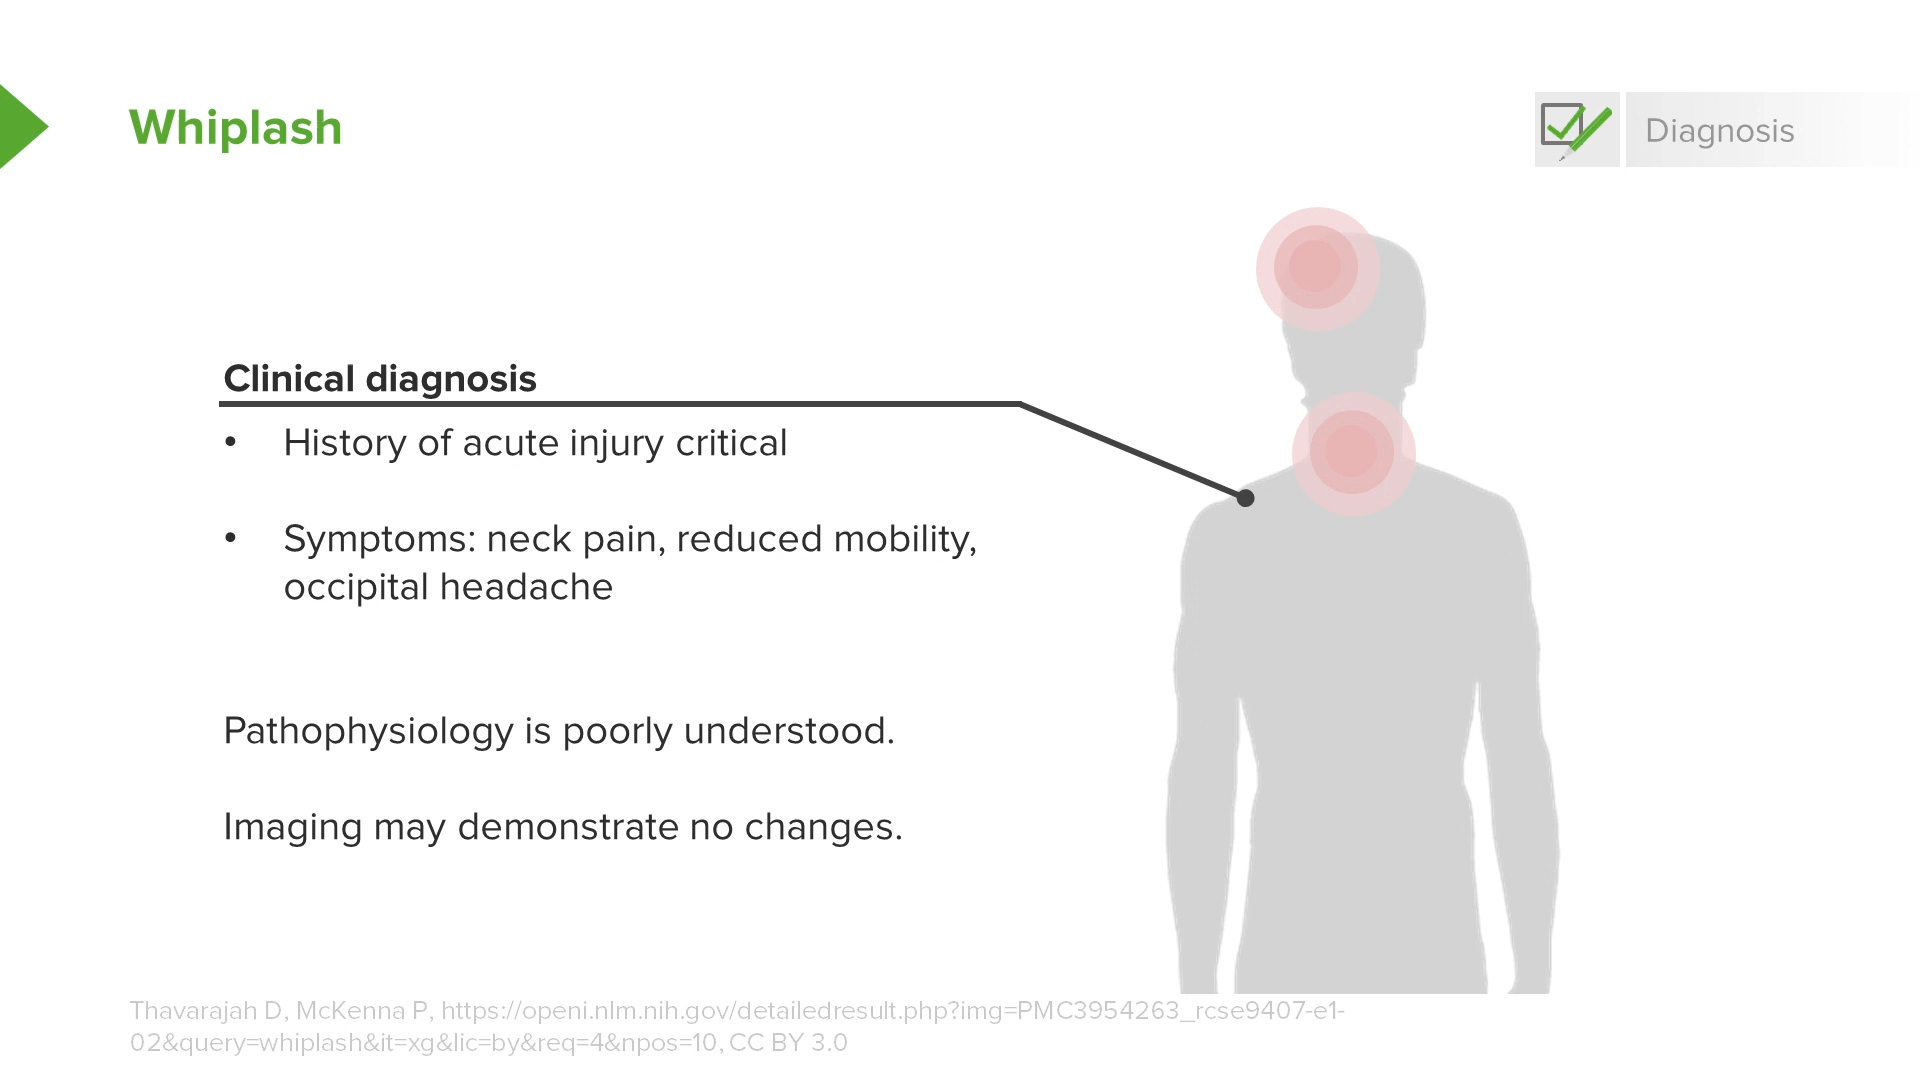 Whiplash
Diagnosis
Clinical diagnosis
• History of acute injury critical
• Symptoms: neck pain, reduced mobility,
occipital headache
Pathophysiology is poorly understood.
Imaging may demonstrate no changes.
Thavarajah D, McKenna P, https://openi.nlm.nih.gov/detailedresult.php?img=PMC3954263_rcse9407-e1-
02&query=whiplash&it=xg&lic=by&req=4&npos=10, CC BY 3.0